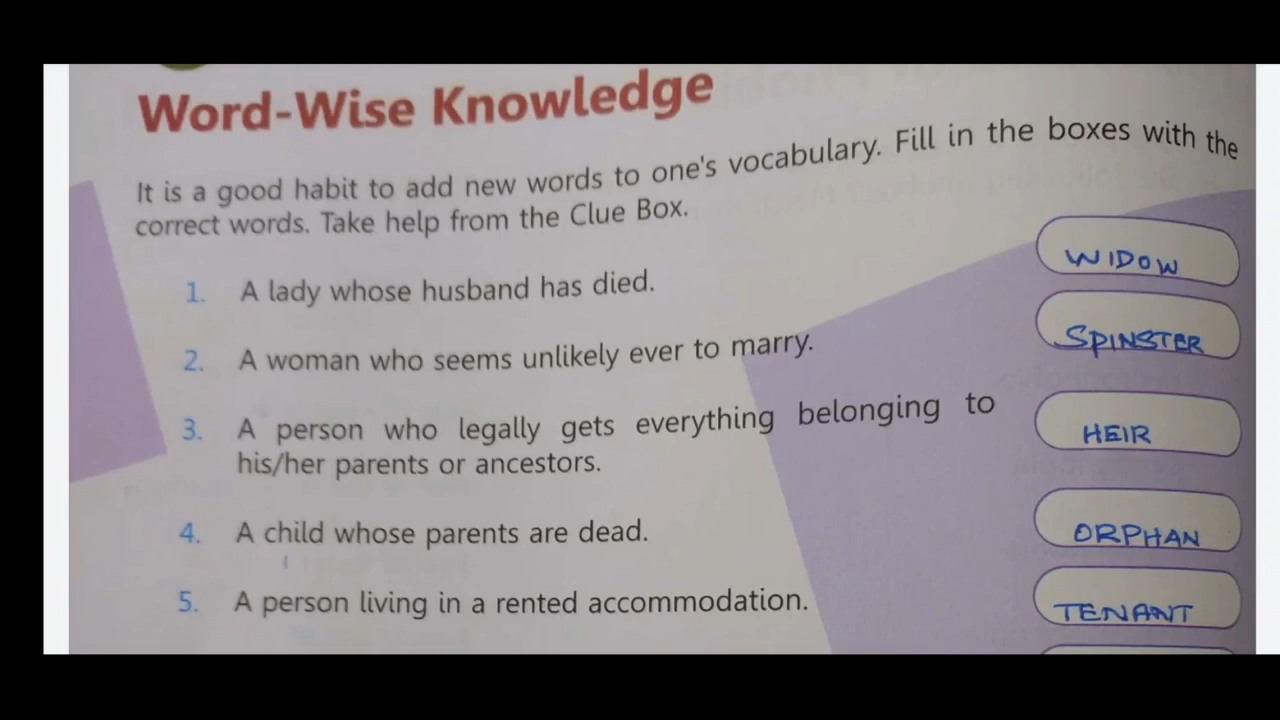 Word-Wise Knowledge
It is a good habit to add new words to one's vocabulary. Fill in the boxes with the
correct words. Take help from the Clue Box.
1. A lady whose husband has died. WIDOW
2. A woman who seems unlikely ever to marry. SPINSTER
3. A person who legally gets everything belonging to
his/her parents or ancestors. HEIR
4. A child whose parents are dead. ORPHAN
5. A person living in a rented accommodation. TENANT